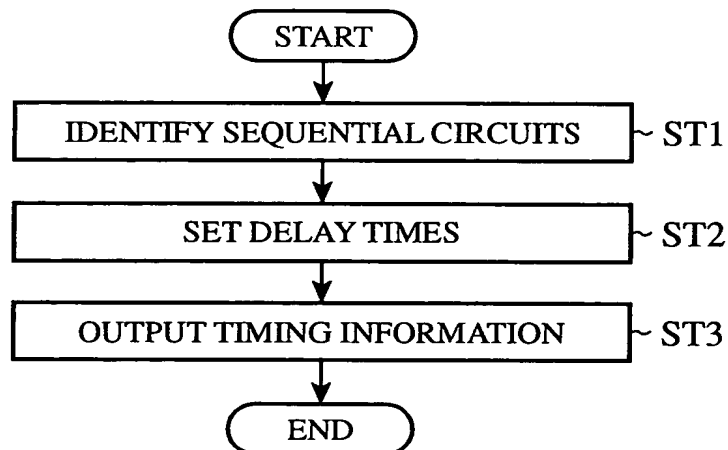 START
IDENTIFY SEQUENTIAL CIRCUITS ~ ST1
SET DELAY TIMES ~ ST2
OUTPUT TIMING INFORMATION ~ ST3
END